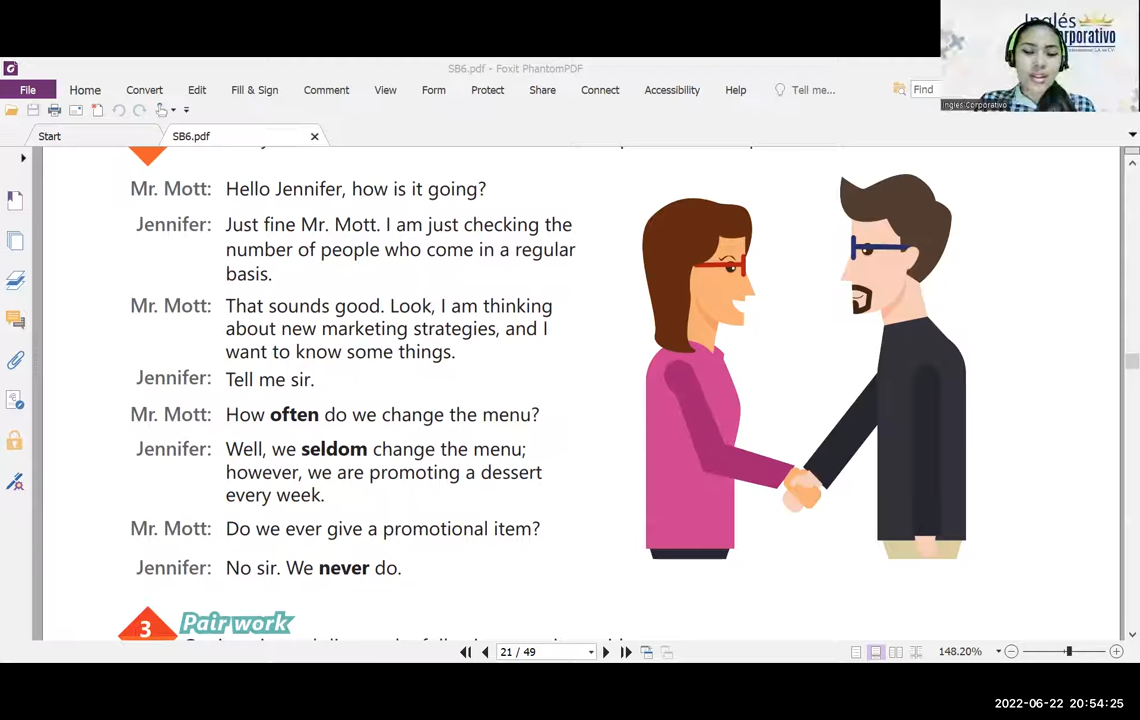 Inglés
Corporativo
Inglés Corporativo
SB6.pdf - Foxit PhantomPDF
File Home Convert Edit Fill & Sign Comment View Form Protect Share Connect Accessibility Help Tell me... Find
Start SB6.pdf
Mr. Mott: Hello Jennifer, how is it going?
Jennifer: Just fine Mr. Mott. I am just checking the
number of people who come in a regular
basis.
Mr. Mott: That sounds good. Look, I am thinking
about new marketing strategies, and I
want to know some things.
Jennifer: Tell me sir.
Mr. Mott: How often do we change the menu?
Jennifer: Well, we seldom change the menu;
however, we are promoting a dessert
every week.
Mr. Mott: Do we ever give a promotional item?
Jennifer: No sir. We never do.
3 Pair work
21 / 49
148.20%
2022-06-22 20:54:25